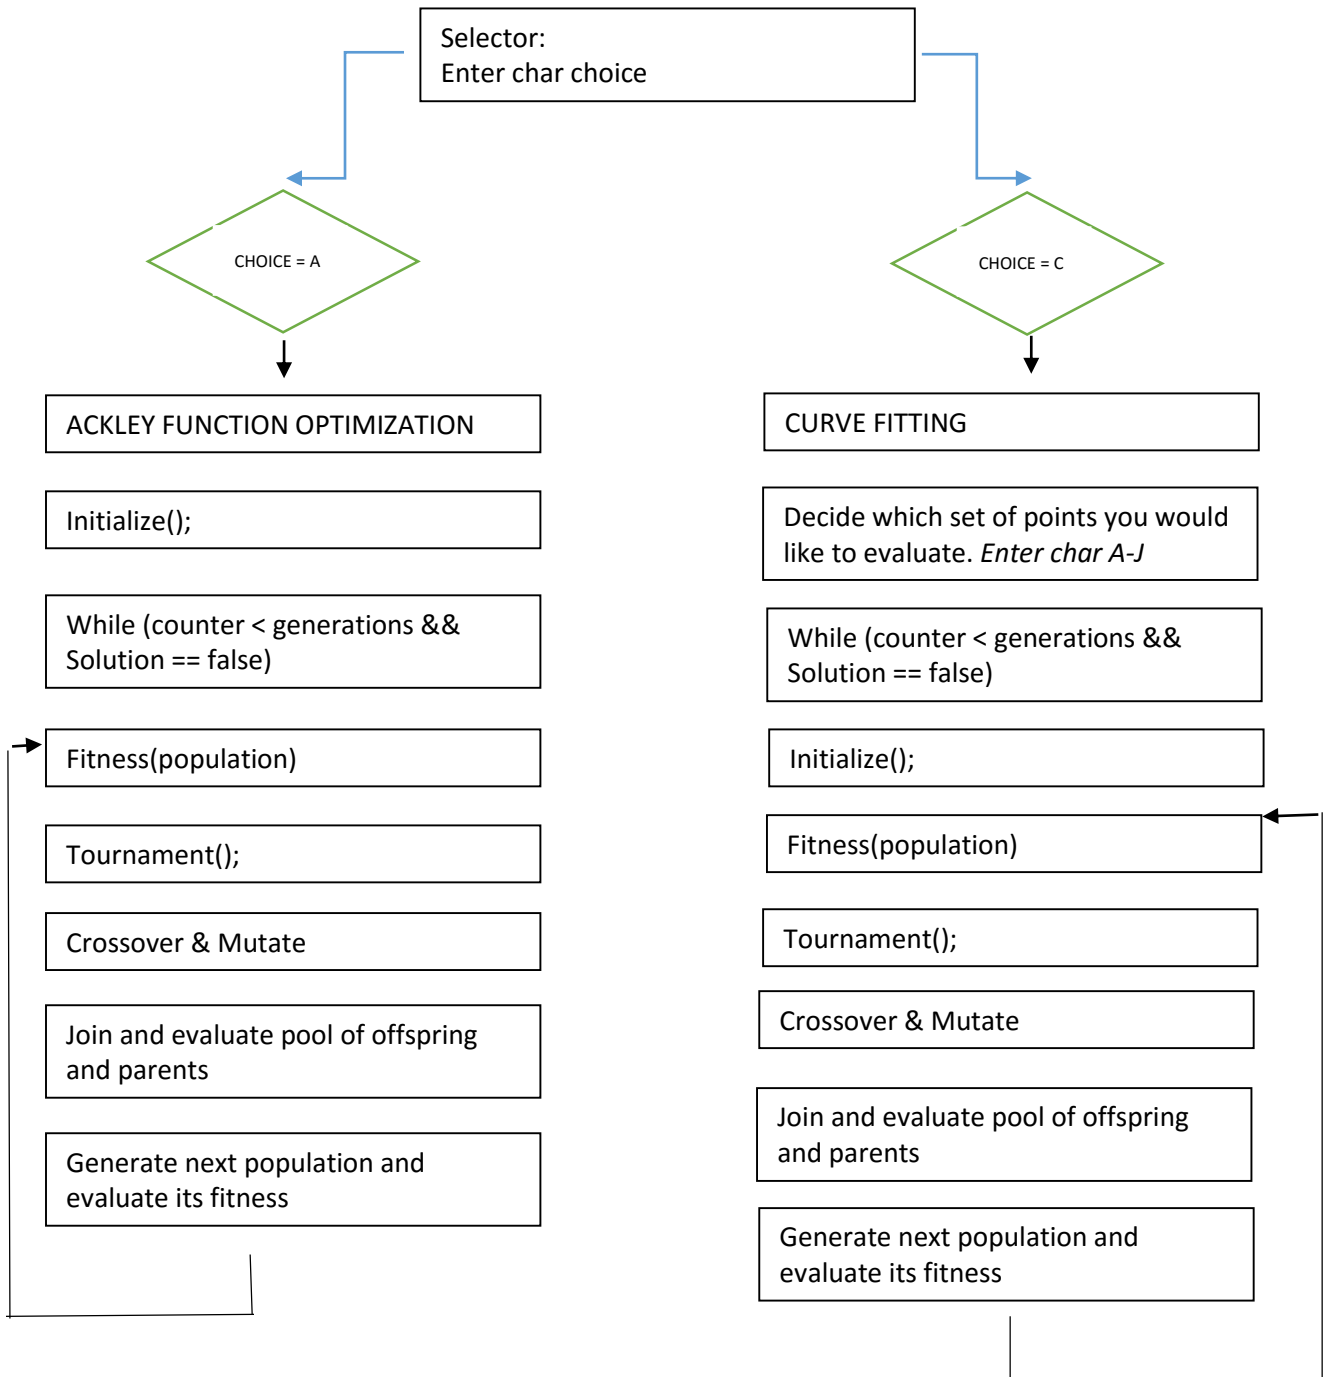 Selector:
Enter char choice
CHOICE = A
CHOICE = C
ACKLEY FUNCTION OPTIMIZATION
Initialize();
While (counter < generations &&
Solution == false)
Fitness(population)
Tournament();
Crossover & Mutate
Join and evaluate pool of offspring
and parents
Generate next population and
evaluate its fitness
CURVE FITTING
Decide which set of points you would
like to evaluate. Enter char A-J
While (counter < generations &&
Solution == false)
Initialize();
Fitness(population)
Tournament();
Crossover & Mutate
Join and evaluate pool of offspring
and parents
Generate next population and
evaluate its fitness